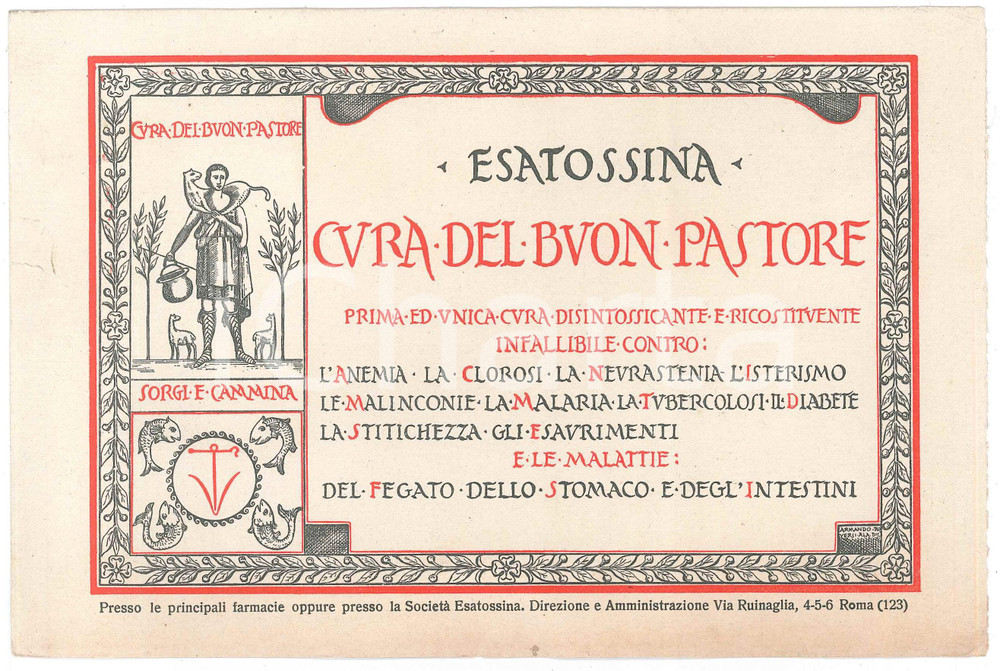 CVRA·DEL·BVON·PASTORE
SORGI·E·CAMMINA
ESATOSSINA
CVRA·DEL·BVON·PASTORE
PRIMA·ED·VNICA·CVRA·DISINTOSSICANTE·E·RICOSTITVENTE
INFALLIBILE·CONTRO:
L'ANEMIA·LA·CLOROSI·LA·NEVRASTENIA·L'ISTERISMO
LE·MALINCONIE·LA·MALARIA·LA·TVBERCOLOSI·IL·DIABETE
LA·STITICHEZZA·GLI·ESAVRIMENTI
E·LE·MALATTIE:
DEL·FEGATO·DELLO·STOMACO·E·DEGL'INTESTINI
ARMANDO
Presso le principali farmacie oppure presso la Società Esatossina. Direzione e Amministrazione Via Ruinaglia, 4-5-6 Roma (123)
Charta